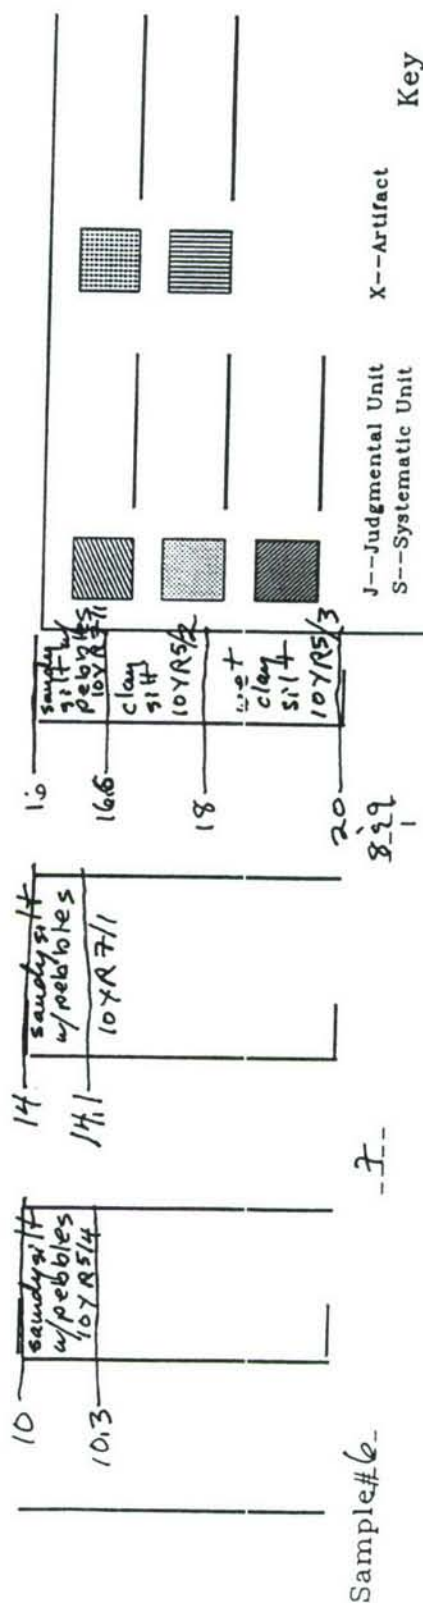 10
sandy silt
w/pebbles
10YR5/4
10.3
14
sandy silt
w/pebbles
10YR7/1
14.1
sandy
silt w/
pebbles
10YR7/1
16.6
clay
silt
10YR5/2
18
wet
clay
silt
10YR5/3
20
Sample#6
7
J---Judgmental Unit
S---Systematic Unit
X---Artifact
Key